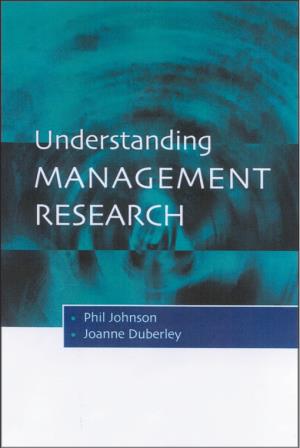 Understanding
MANAGEMENT
RESEARCH
• Phil Johnson
• Joanne Duberley